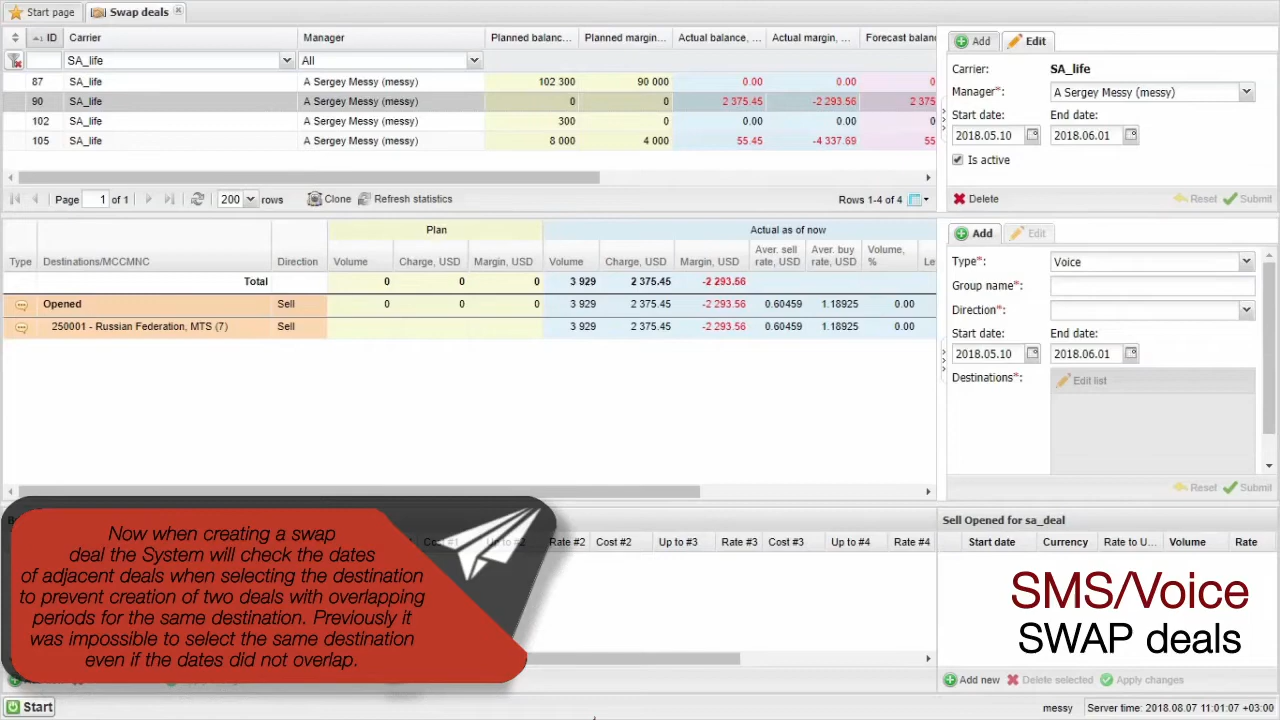 Start page
Swap deals
ID Carrier Manager Planned balanc... Planned margin... Actual balance, ... Actual margin, ... Forecast balan
SA_life All
87 SA_life A Sergey Messy (messy) 102 300 90 000 0.00 0.00 0.00
90 SA_life A Sergey Messy (messy) 0 0 2 375.45 -2 293.56 2 375
102 SA_life A Sergey Messy (messy) 300 0 0.00 0.00 0.00
105 SA_life A Sergey Messy (messy) 8 000 4 000 55.45 -4 337.69 55
Page 1 of 1 200 rows Clone Refresh statistics Rows 1-4 of 4
Add Edit
Carrier: SA_life
Manager*: A Sergey Messy (messy)
Start date: End date:
2018.05.10 2018.06.01
Is active
Delete Reset Submit
Plan Actual as of now
Type Destinations/MCCMNC Direction Volume Charge, USD Margin, USD Volume Charge, USD Margin, USD Aver. sell rate, USD Aver. buy rate, USD Volume, % Le
Total 0 0 0 3 929 2 375.45 -2 293.56
Opened Sell 0 0 0 3 929 2 375.45 -2 293.56 0.60459 1.18925 0.00
250001 - Russian Federation, MTS (7) Sell 3 929 2 375.45 -2 293.56 0.60459 1.18925 0.00
Add Edit
Type*: Voice
Group name*:
Direction*:
Start date: End date:
2018.05.10 2018.06.01
Destinations*: Edit list
Reset Submit
Rate #2 Cost #2 Up to #3 Rate #3 Cost #3 Up to #4 Rate #4
Sell Opened for sa_deal
Start date Currency Rate to U... Volume Rate
Now when creating a swap
deal the System will check the dates
of adjacent deals when selecting the destination
to prevent creation of two deals with overlapping
periods for the same destination. Previously it
was impossible to select the same destination
even if the dates did not overlap.
SMS/Voice
SWAP deals
Add new Delete selected Apply changes
Start messy Server time: 2018.08.07 11:01:07 +03:00